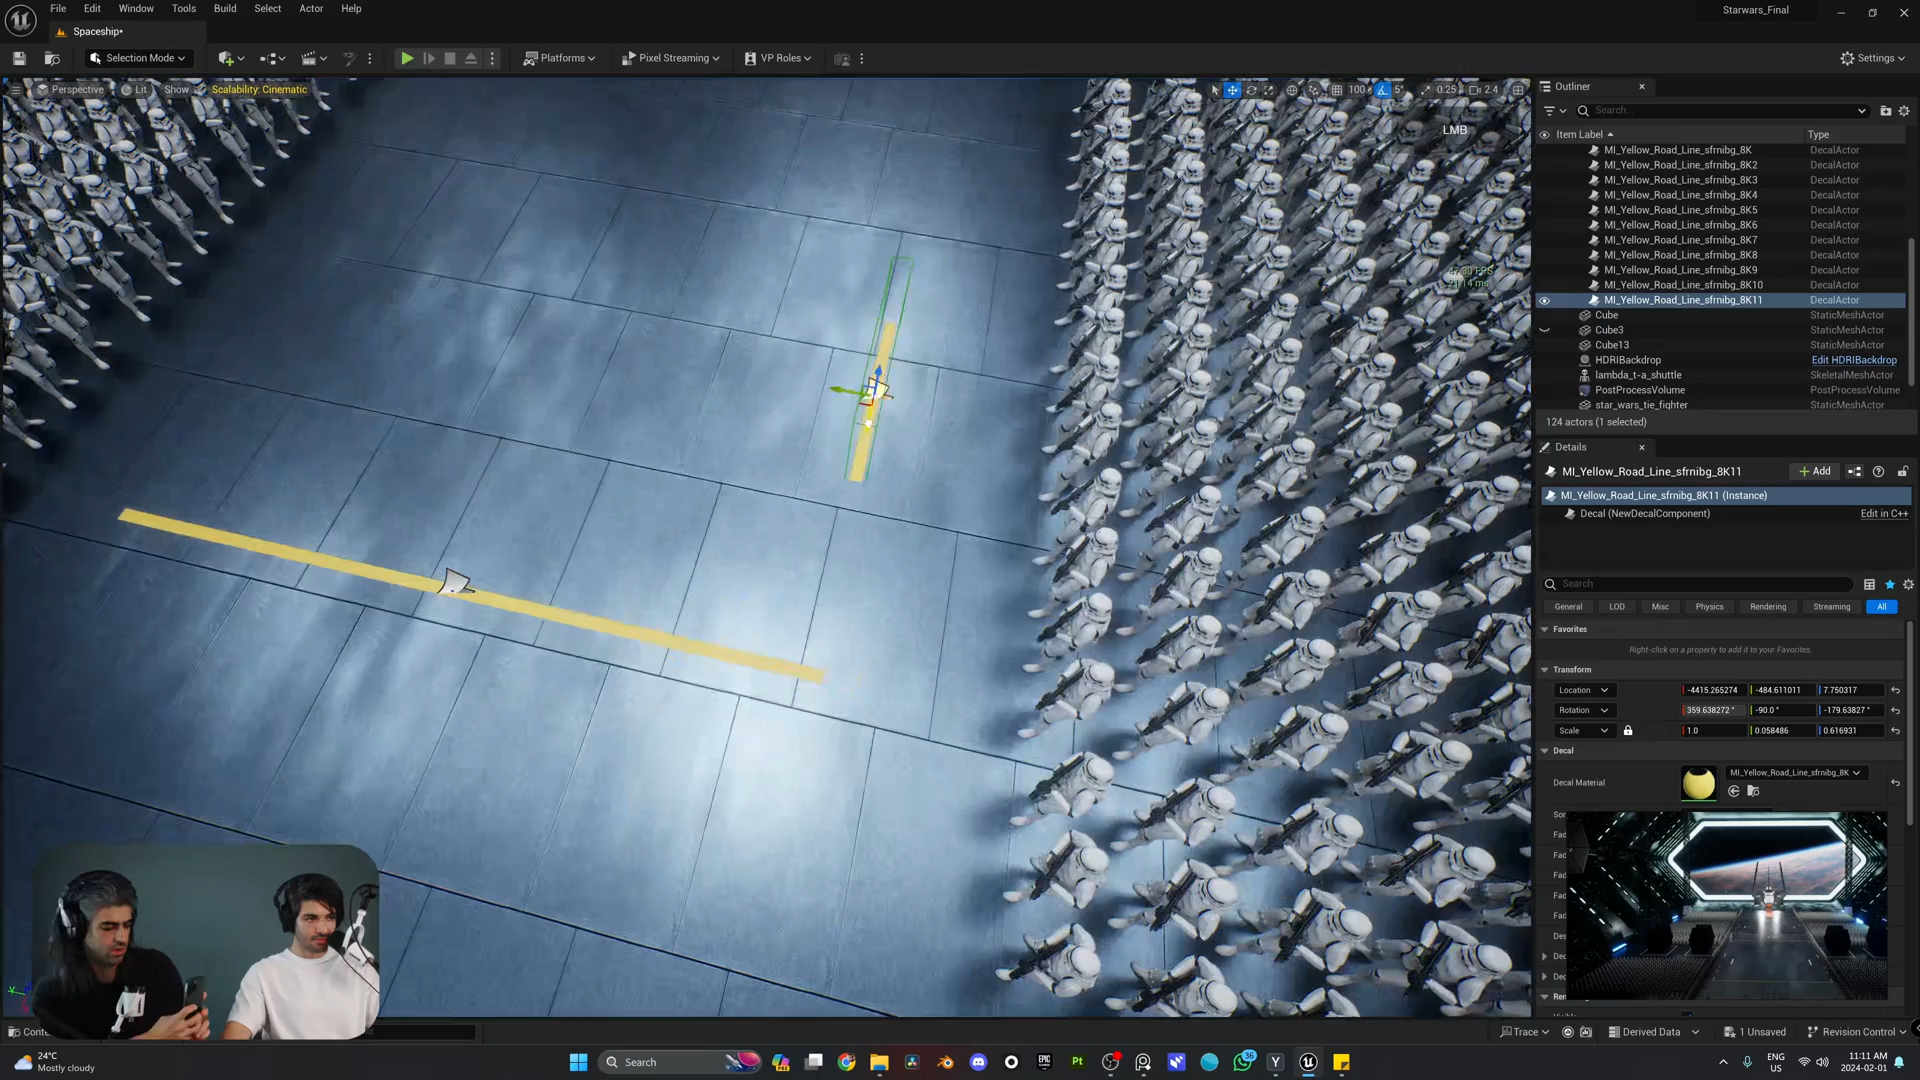 File Edit Window Tools Build Select Actor Help
Starwars_Final
Spaceship*
Selection Mode
Platforms
Pixel Streaming
VP Roles
Settings
Perspective
Lit
Show
Scalability: Cinematic
100
5°
0.25
2.4
LMB
Outliner
Search...
Item Label
Type
MI_Yellow_Road_Line_sfrnibg_8K DecalActor
MI_Yellow_Road_Line_sfrnibg_8K2 DecalActor
MI_Yellow_Road_Line_sfrnibg_8K3 DecalActor
MI_Yellow_Road_Line_sfrnibg_8K4 DecalActor
MI_Yellow_Road_Line_sfrnibg_8K5 DecalActor
MI_Yellow_Road_Line_sfrnibg_8K6 DecalActor
MI_Yellow_Road_Line_sfrnibg_8K7 DecalActor
MI_Yellow_Road_Line_sfrnibg_8K8 DecalActor
MI_Yellow_Road_Line_sfrnibg_8K9 DecalActor
MI_Yellow_Road_Line_sfrnibg_8K10 DecalActor
MI_Yellow_Road_Line_sfrnibg_8K11 DecalActor
Cube StaticMeshActor
Cube3 StaticMeshActor
Cube13 StaticMeshActor
HDRIBackdrop Edit HDRIBackdrop
lambda_t-a_shuttle SkeletalMeshActor
PostProcessVolume PostProcessVolume
star_wars_tie_fighter StaticMeshActor
124 actors (1 selected)
Details
MI_Yellow_Road_Line_sfrnibg_8K11
Add
MI_Yellow_Road_Line_sfrnibg_8K11 (Instance)
Decal (NewDecalComponent) Edit in C++
Search
General LOD Misc Physics Rendering Streaming All
Favorites
Right-click on a property to add it to your Favorites.
Transform
Location -4415.265274 -484.611011 7.750317
Rotation 359.638272 ° -90.0 ° -179.63827 °
Scale 1.0 0.058486 0.616931
Decal
Decal Material MI_Yellow_Road_Line_sfrnibg_8K
Trace
Derived Data
1 Unsaved
Revision Control
24°C
Mostly cloudy
Search
36
ENG
US
11:11 AM
2024-02-01